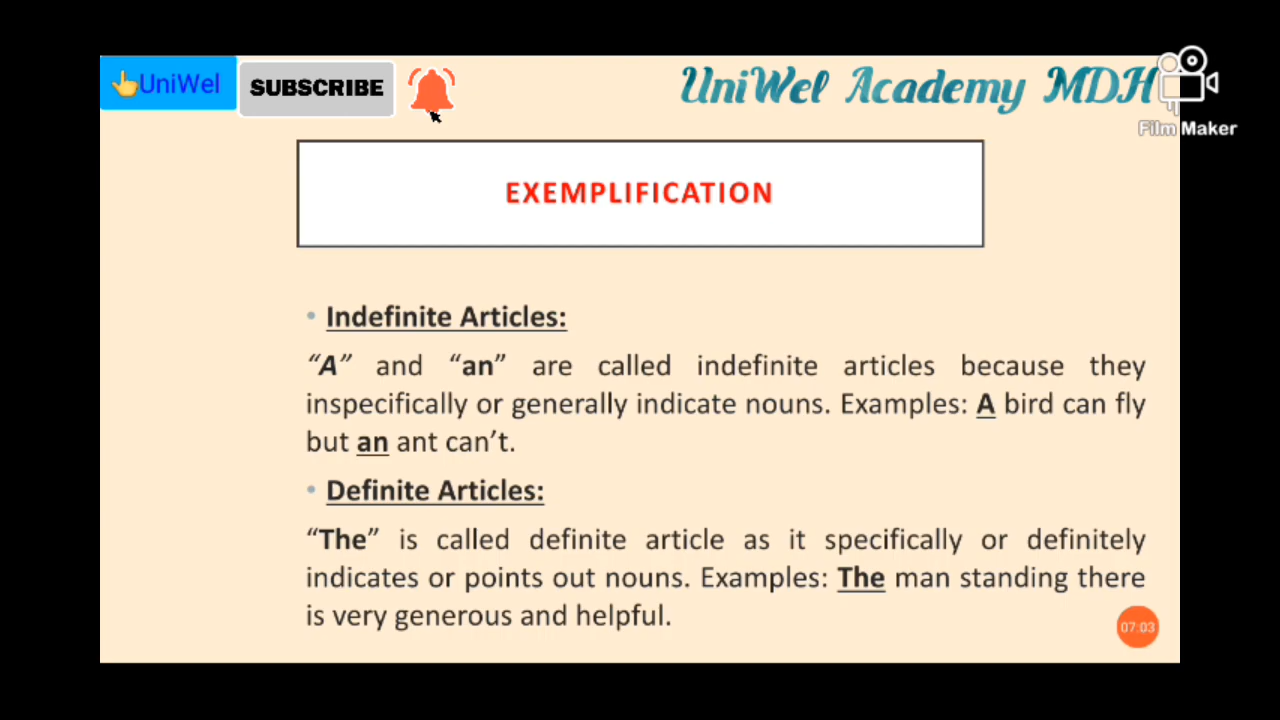 👆UniWel
SUBSCRIBE
UniWel Academy MDH
Film Maker
EXEMPLIFICATION
• Indefinite Articles:
“A” and “an” are called indefinite articles because they
inspecifically or generally indicate nouns. Examples: A bird can fly
but an ant can’t.
• Definite Articles:
“The” is called definite article as it specifically or definitely
indicates or points out nouns. Examples: The man standing there
is very generous and helpful.
07:03